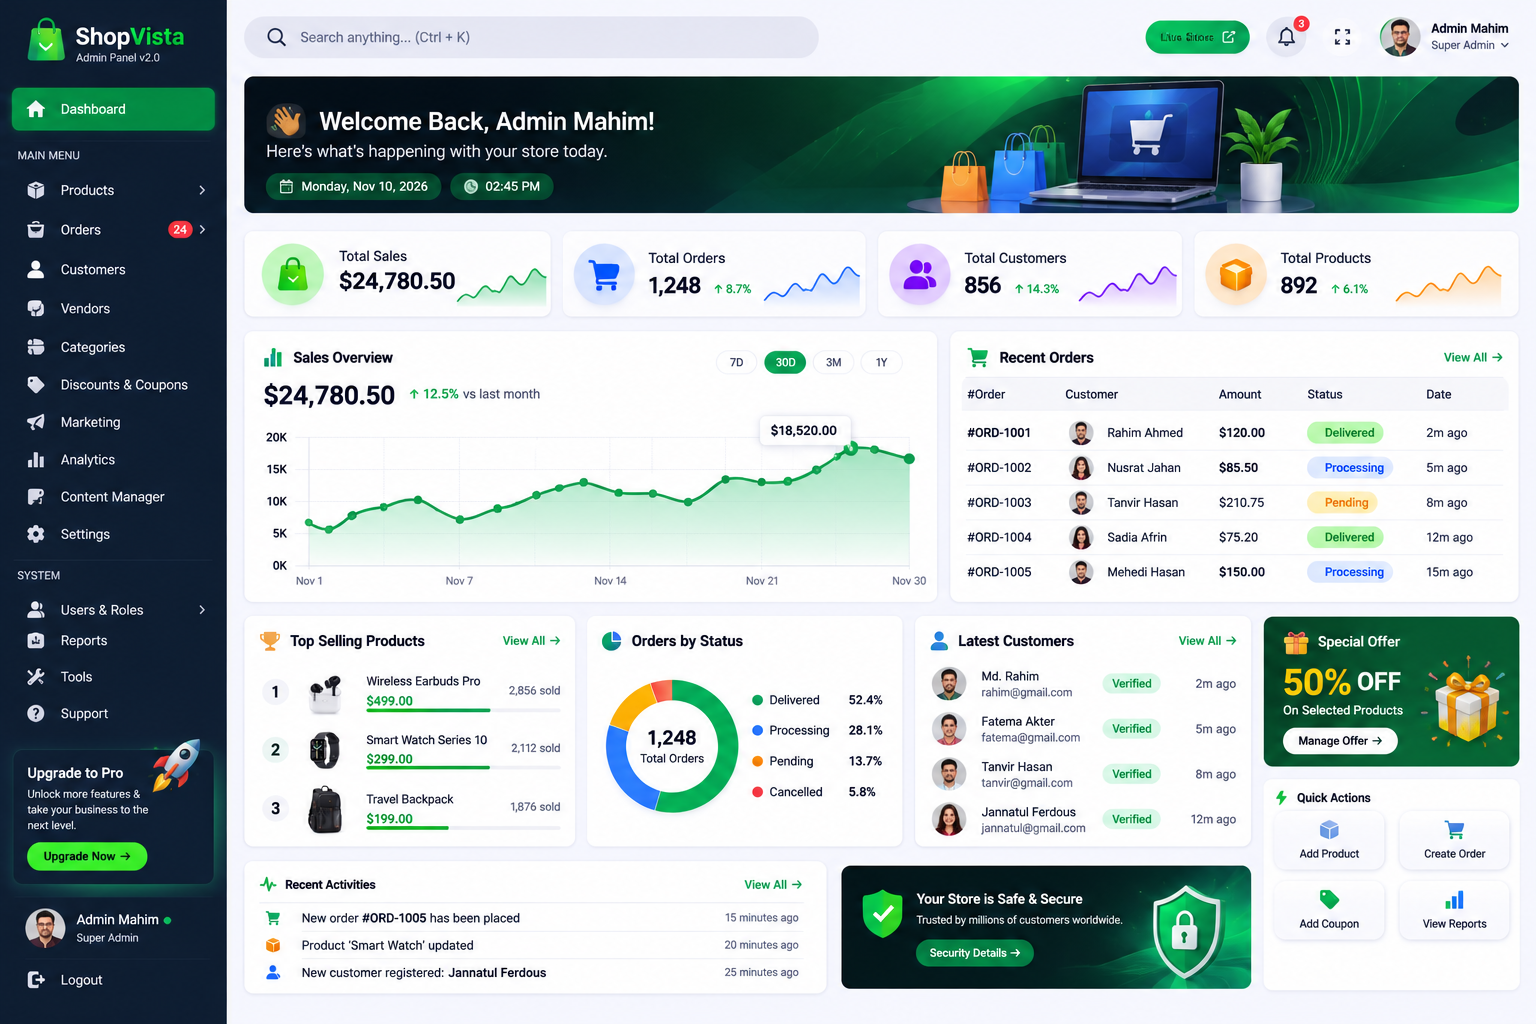 ShopVista
Admin Panel v2.0
Dashboard
MAIN MENU
Products
Orders 24
Customers
Vendors
Categories
Discounts & Coupons
Marketing
Analytics
Content Manager
Settings
SYSTEM
Users & Roles
Reports
Tools
Support
Upgrade to Pro
Unlock more features &
take your business to the
next level.
Upgrade Now →
Admin Mahim
Super Admin
Logout
Search anything... (Ctrl + K)
3
Admin Mahim
Super Admin
Welcome Back, Admin Mahim!
Here's what's happening with your store today.
Monday, Nov 10, 2026
02:45 PM
Total Sales
$24,780.50
Total Orders
1,248 ↑ 8.7%
Total Customers
856 ↑ 14.3%
Total Products
892 ↑ 6.1%
Sales Overview
7D 30D 3M 1Y
$24,780.50 ↑ 12.5% vs last month
$18,520.00
20K
15K
10K
5K
0K
Nov 1 Nov 7 Nov 14 Nov 21 Nov 30
Recent Orders View All →
#Order Customer Amount Status Date
#ORD-1001 Rahim Ahmed $120.00 Delivered 2m ago
#ORD-1002 Nusrat Jahan $85.50 Processing 5m ago
#ORD-1003 Tanvir Hasan $210.75 Pending 8m ago
#ORD-1004 Sadia Afrin $75.20 Delivered 12m ago
#ORD-1005 Mehedi Hasan $150.00 Processing 15m ago
Top Selling Products View All →
1 Wireless Earbuds Pro 2,856 sold
$499.00
2 Smart Watch Series 10 2,112 sold
$299.00
3 Travel Backpack 1,876 sold
$199.00
Orders by Status
1,248
Total Orders
Delivered 52.4%
Processing 28.1%
Pending 13.7%
Cancelled 5.8%
Latest Customers View All →
Md. Rahim
rahim@gmail.com Verified 2m ago
Fatema Akter
fatema@gmail.com Verified 5m ago
Tanvir Hasan
tanvir@gmail.com Verified 8m ago
Jannatul Ferdous
jannatul@gmail.com Verified 12m ago
Special Offer
50% OFF
On Selected Products
Manage Offer →
Quick Actions
Add Product
Create Order
Add Coupon
View Reports
Recent Activities View All →
New order #ORD-1005 has been placed 15 minutes ago
Product 'Smart Watch' updated 20 minutes ago
New customer registered: Jannatul Ferdous 25 minutes ago
Your Store is Safe & Secure
Trusted by millions of customers worldwide.
Security Details →